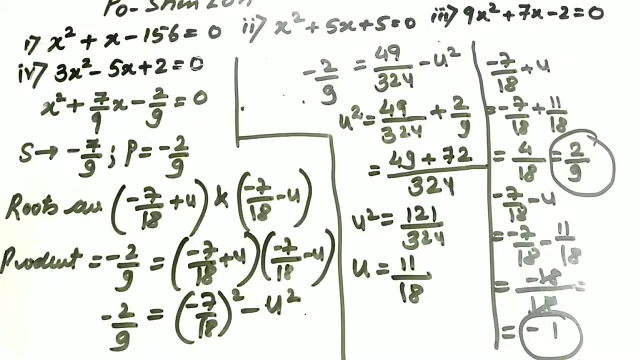 Po-Shen Loh
i) x² + x - 156 = 0 ii) x² + 5x + 5 = 0 iii) 9x² + 7x - 2 = 0
iv) 3x² - 5x + 2 = 0
x² + 7/9 x - 2/9 = 0
S → -7/9 ; P = -2/9
Roots are (-7/18 + u) * (-7/18 - u)
Product = -2/9 = (-7/18 + u)(-7/18 - u)
-2/9 = (-7/18)² - u²
-2/9 = 49/324 - u²
u² = 49/324 + 2/9
= 49 + 72/324
u² = 121/324
u = 11/18
-7/18 + u
= -7/18 + 11/18
= 4/18 = 2/9
-7/18 - u
= -7/18 - 11/18
= -18/18 =
= -1